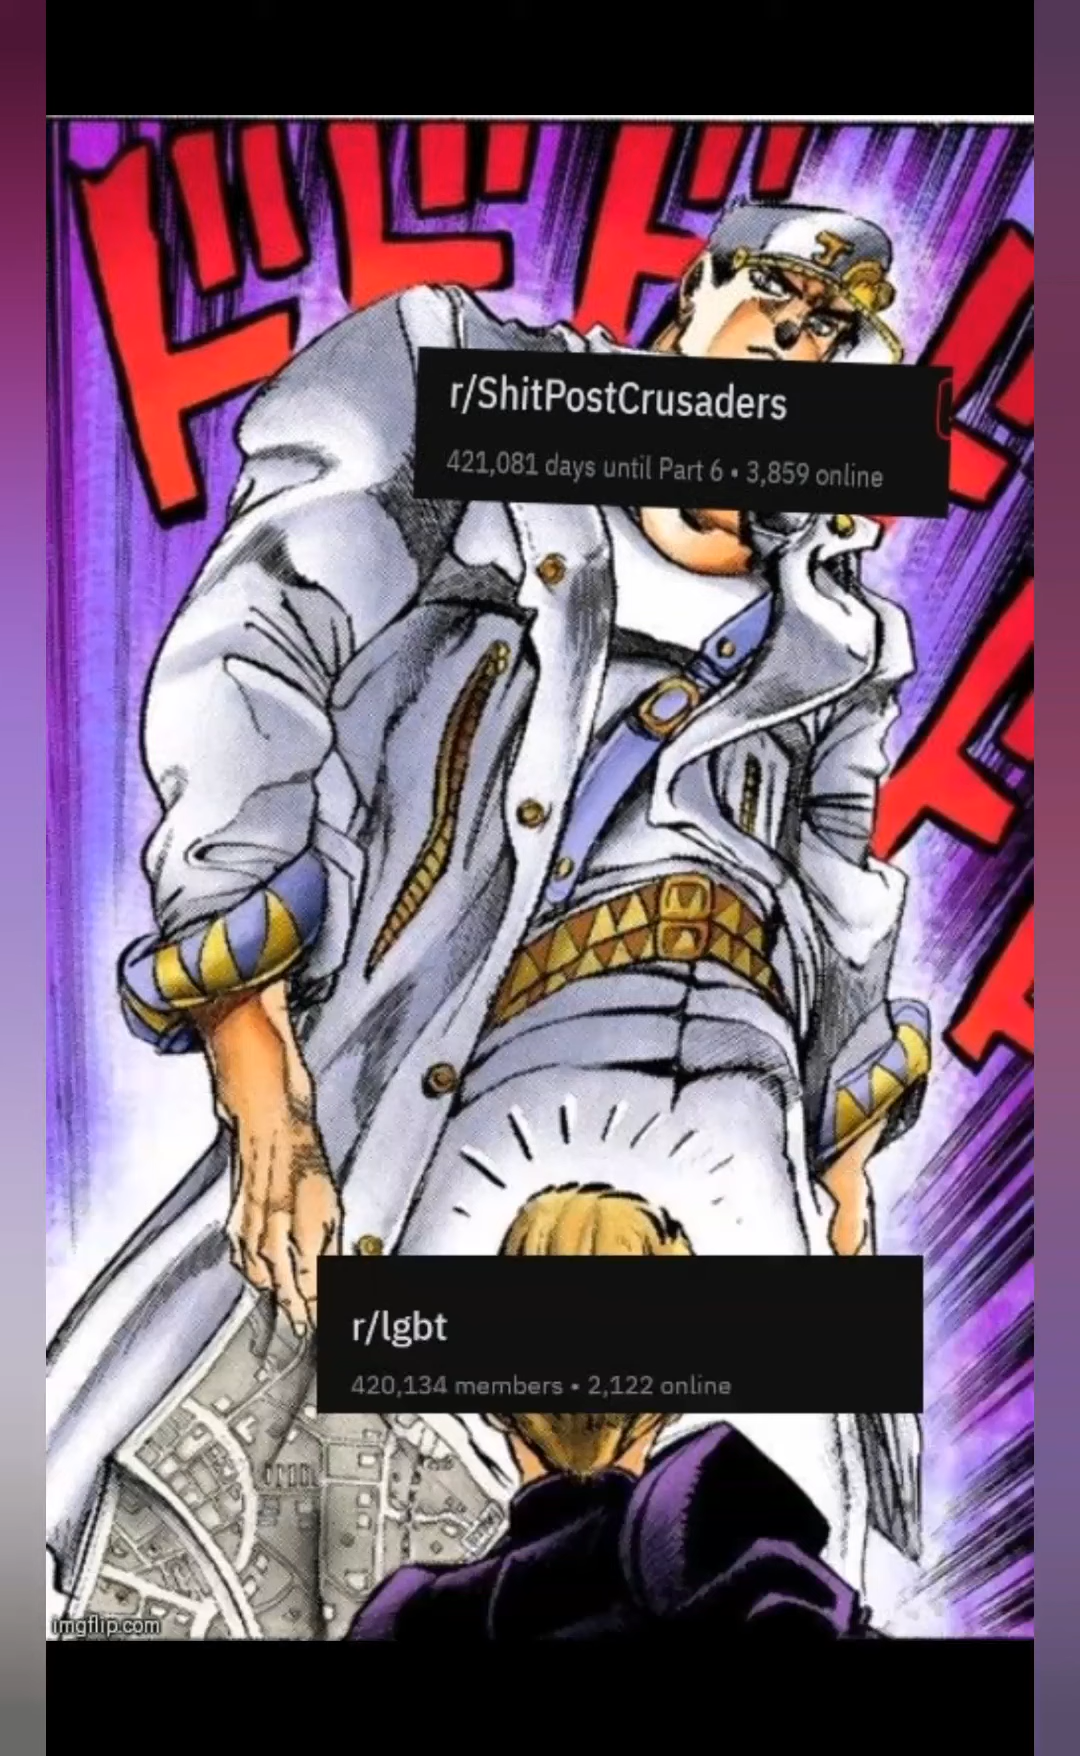 ド ド ド ド
r/ShitPostCrusaders
421,081 days until Part 6 • 3,859 online
r/lgbt
420,134 members • 2,122 online
imgflip.com